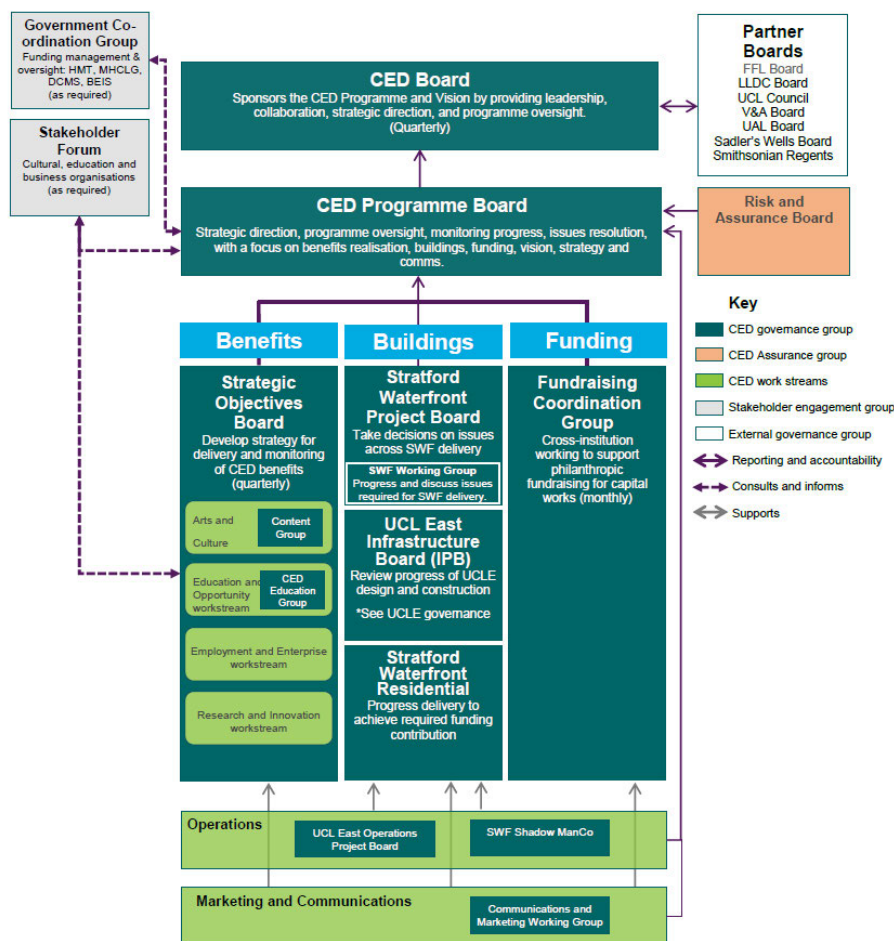 Government Co-
ordination Group
Funding management &
oversight: HMT, MHCLG,
DCMS, BEIS
(as required)
Stakeholder
Forum
Cultural, education and
business organisations
(as required)
CED Board
Sponsors the CED Programme and Vision by providing leadership,
collaboration, strategic direction, and programme oversight.
(Quarterly)
Partner
Boards
FFL Board
LLDC Board
UCL Council
V&A Board
UAL Board
Sadler's Wells Board
Smithsonian Regents
CED Programme Board
Strategic direction, programme oversight, monitoring progress, issues resolution,
with a focus on benefits realisation, buildings, funding, vision, strategy and
comms.
Risk and
Assurance Board
Benefits
Strategic
Objectives
Board
Develop strategy for
delivery and monitoring
of CED benefits
(quarterly)
Arts and
Culture
Content
Group
Education and
Opportunity
workstream
CED
Education
Group
Employment and Enterprise
workstream
Research and Innovation
workstream
Buildings
Stratford
Waterfront
Project Board
Take decisions on issues
across SWF delivery
SWF Working Group
Progress and discuss issues
required for SWF delivery.
UCL East
Infrastructure
Board (IPB)
Review progress of UCLE
design and construction
*See UCLE governance
Stratford
Waterfront
Residential
Progress delivery to
achieve required funding
contribution
Funding
Fundraising
Coordination
Group
Cross-institution
working to support
philanthropic
fundraising for capital
works (monthly)
Key
CED governance group
CED Assurance group
CED work streams
Stakeholder engagement group
External governance group
Reporting and accountability
Consults and informs
Supports
Operations
UCL East Operations
Project Board
SWF Shadow ManCo
Marketing and Communications
Communications and
Marketing Working Group